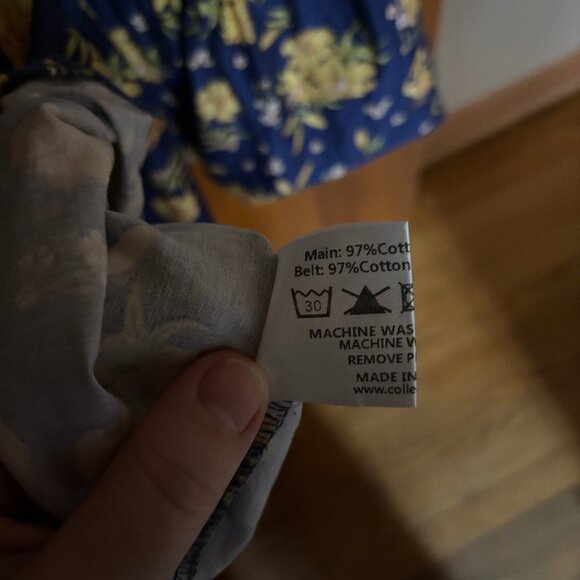 Main: 97%Cott
Belt: 97%Cotton
30
MACHINE WAS
MACHINE W
REMOVE P
MADE IN
www.colle